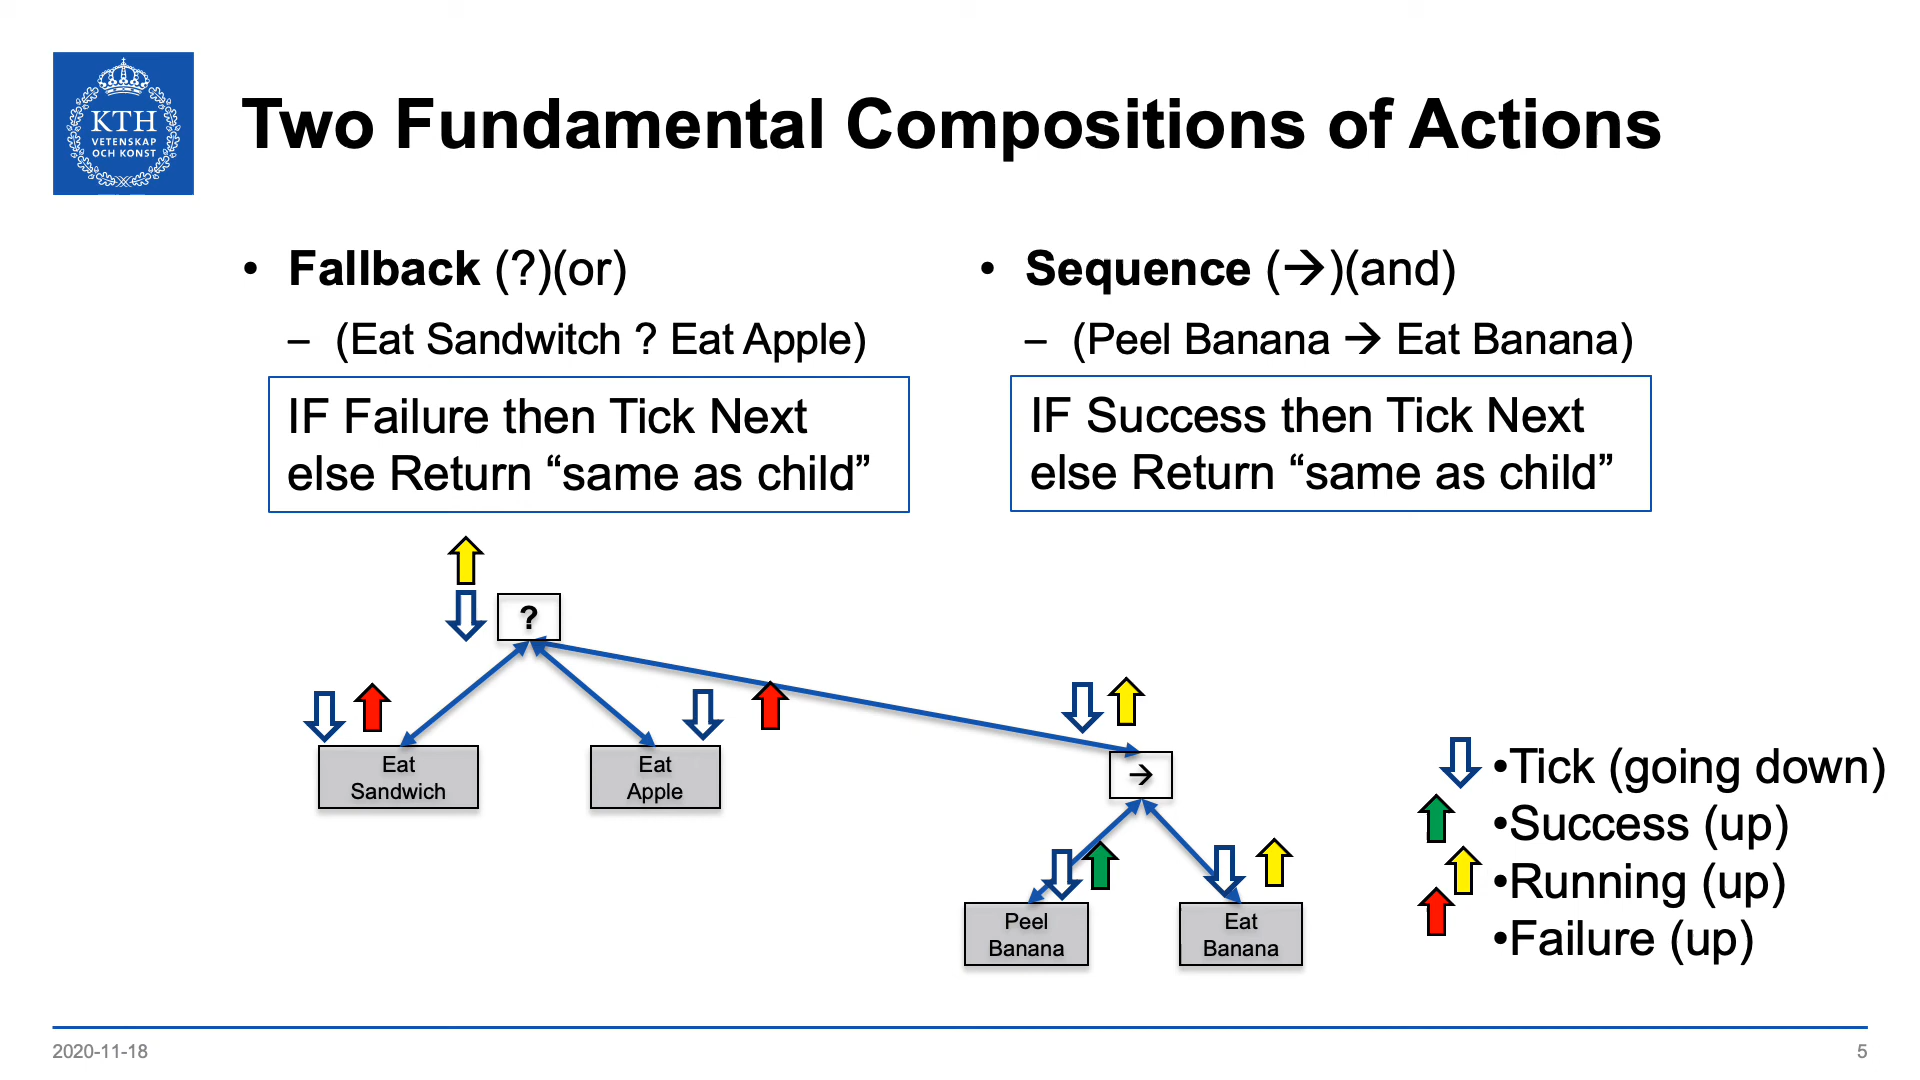 KTH
VETENSKAP
OCH KONST
Two Fundamental Compositions of Actions
• Fallback (?)(or)
– (Eat Sandwitch ? Eat Apple)
IF Failure then Tick Next
else Return “same as child”
• Sequence (→)(and)
– (Peel Banana → Eat Banana)
IF Success then Tick Next
else Return “same as child”
?
Eat
Sandwich
Eat
Apple
→
Peel
Banana
Eat
Banana
•Tick (going down)
•Success (up)
•Running (up)
•Failure (up)
2020-11-18
5